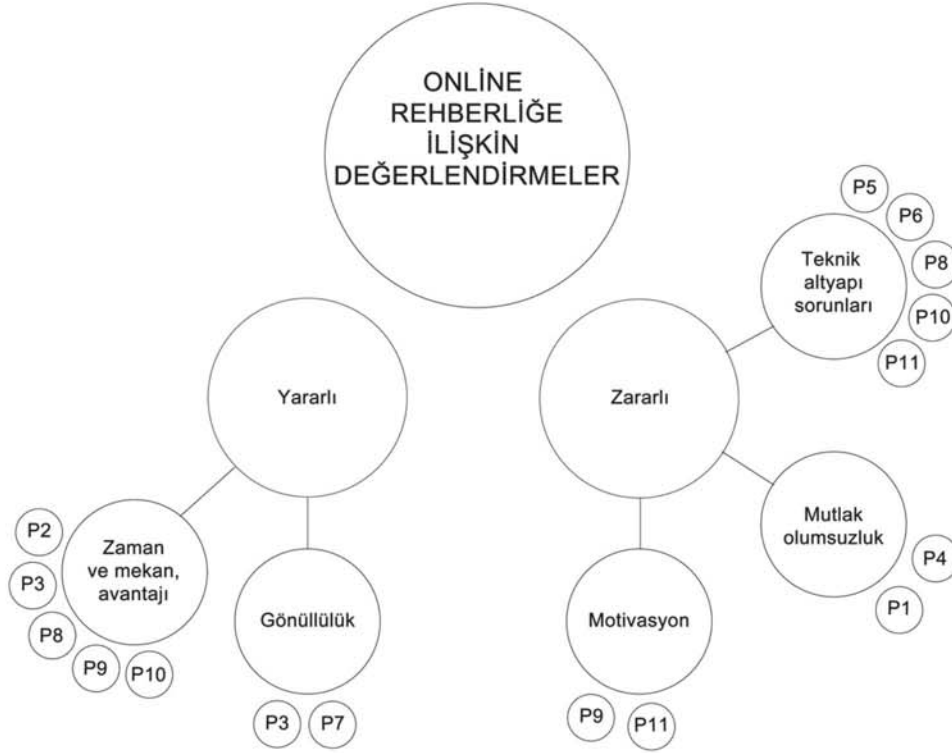 ONLİNE
REHBERLİĞE
İLİŞKİN
DEĞERLENDİRMELER
P5
P6
P8
P10
P11
Teknik
altyapı
sorunları
Yararlı
Zararlı
Mutlak
olumsuzluk
P4
P1
P2
P3
P8
P9
P10
Zaman
ve mekan,
avantajı
Gönüllülük
P3
P7
Motivasyon
P9
P11